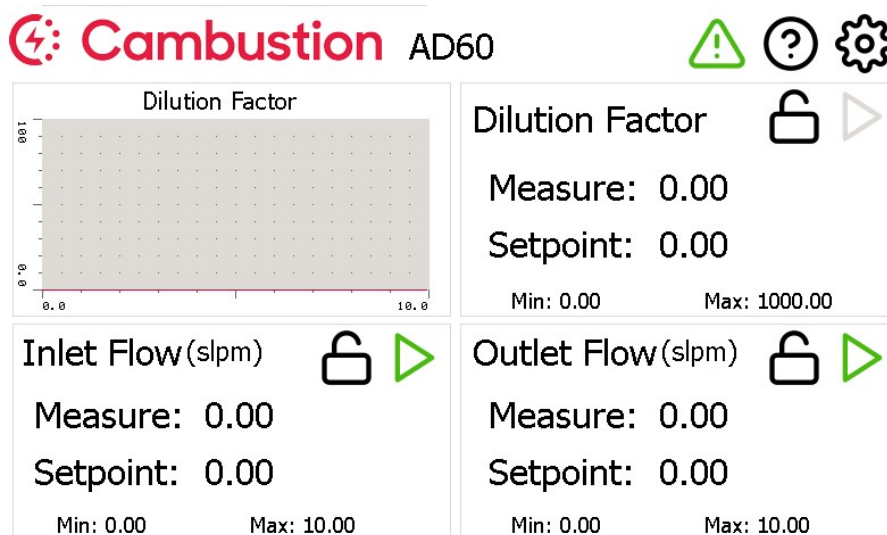 Cambustion AD60
Dilution Factor
100
0.0
0.0 10.0
Dilution Factor
Measure: 0.00
Setpoint: 0.00
Min: 0.00 Max: 1000.00
Inlet Flow (slpm)
Measure: 0.00
Setpoint: 0.00
Min: 0.00 Max: 10.00
Outlet Flow (slpm)
Measure: 0.00
Setpoint: 0.00
Min: 0.00 Max: 10.00